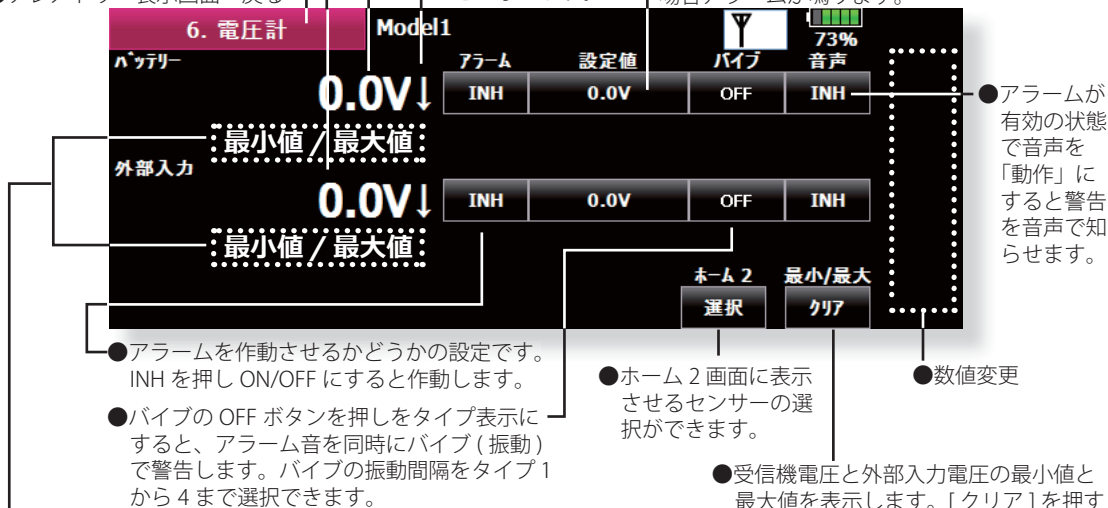 6. 電圧計
Model1
73%
ﾊﾞｯﾃﾘｰ
ｱﾗｰﾑ
設定値
バイブ
音声
0.0V↓
INH
0.0V
OFF
INH
最小値 / 最大値
外部入力
0.0V↓
INH
0.0V
OFF
INH
最小値 / 最大値
ﾎｰﾑ 2
最小/最大
選択
ｸﾘｱ
●アラームが
有効の状態
で音声を
「動作」に
すると警告
を音声で知
らせます。
●アラームを作動させるかどうかの設定です。
INH を押し ON/OFF にすると作動します。
●バイブの OFF ボタンを押しをタイプ表示に
すると、アラーム音を同時にバイブ ( 振動 )
で警告します。バイブの振動間隔をタイプ 1
から 4 まで選択できます。
●ホーム 2 画面に表示
させるセンサーの選
択ができます。
●数値変更
●受信機電圧と外部入力電圧の最小値と
最大値を表示します。[ クリア ] を押す